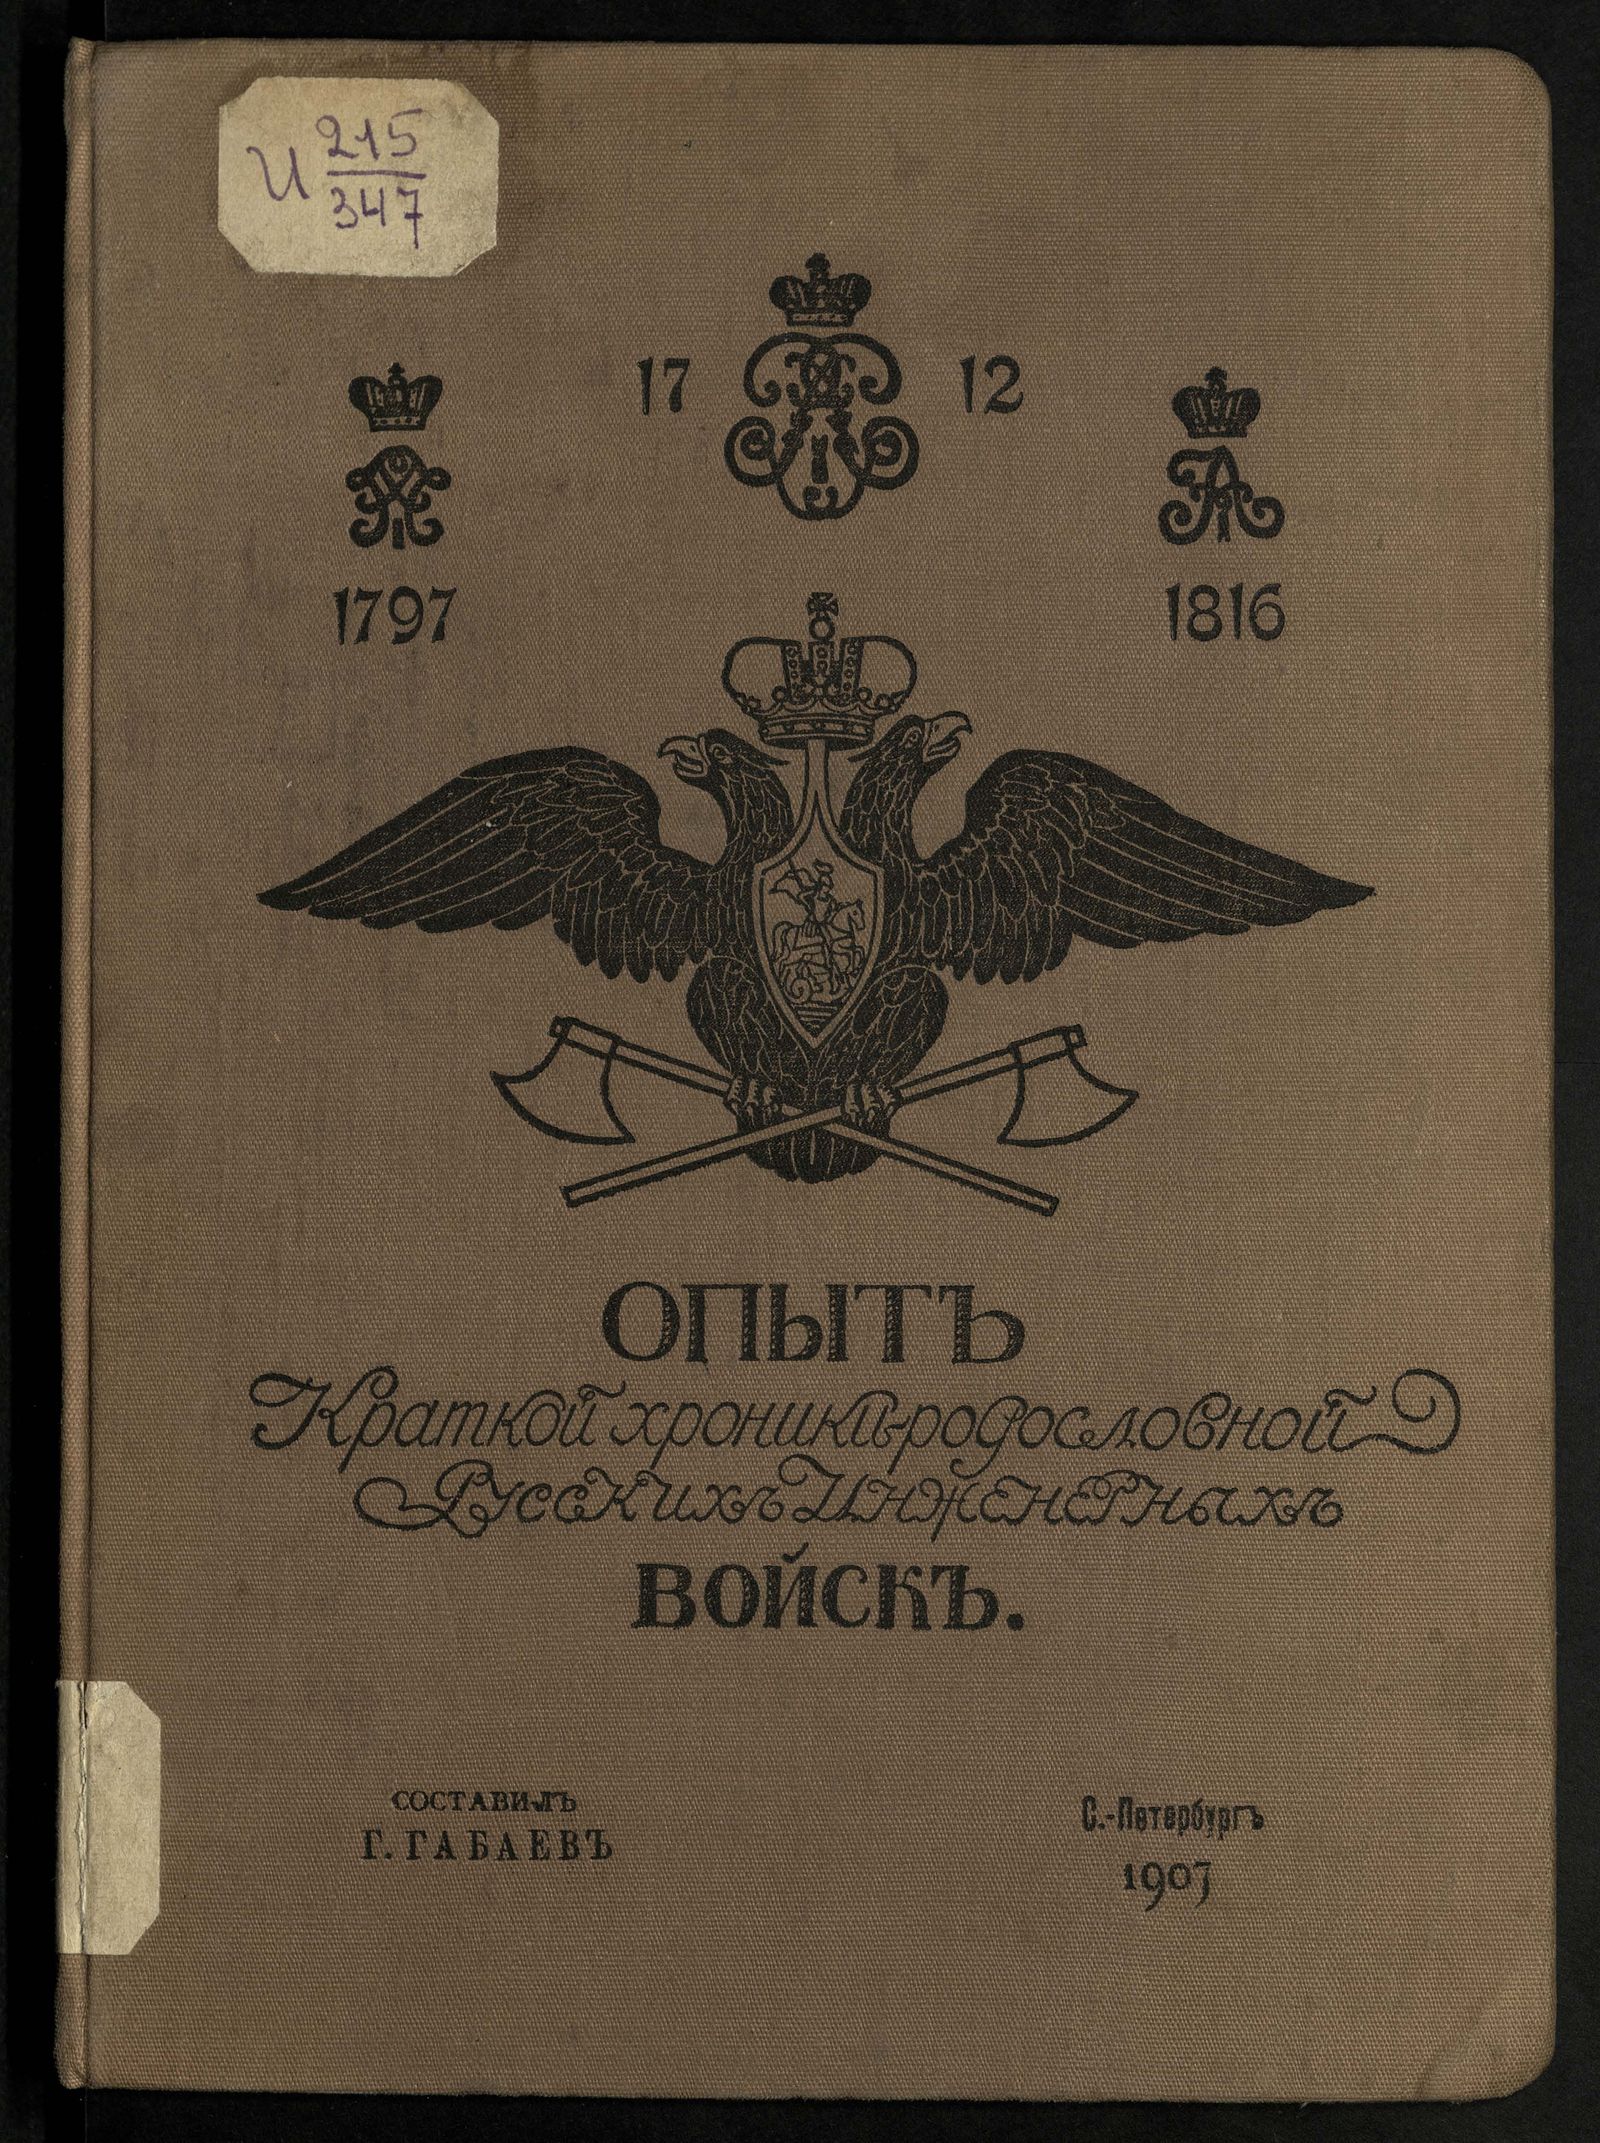 И 215
347
17 12
1797
1816
ОПЫТЪ
Краткой хроники-родословной
Русскихъ Инженерныхъ
ВОЙСКЪ.
СОСТАВИЛЪ
Г. ГАБАЕВЪ
С.-Петербургъ
1907